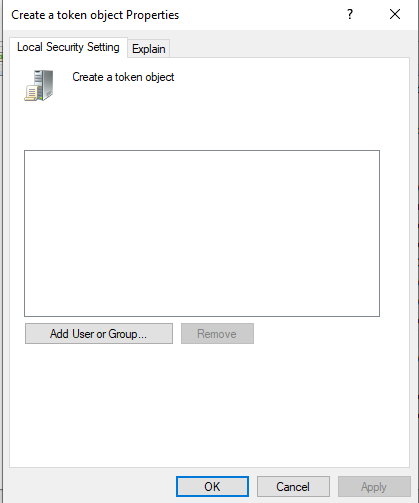 Create a token object Properties
?
Local Security Setting
Explain
Create a token object
Add User or Group...
Remove
OK
Cancel
Apply